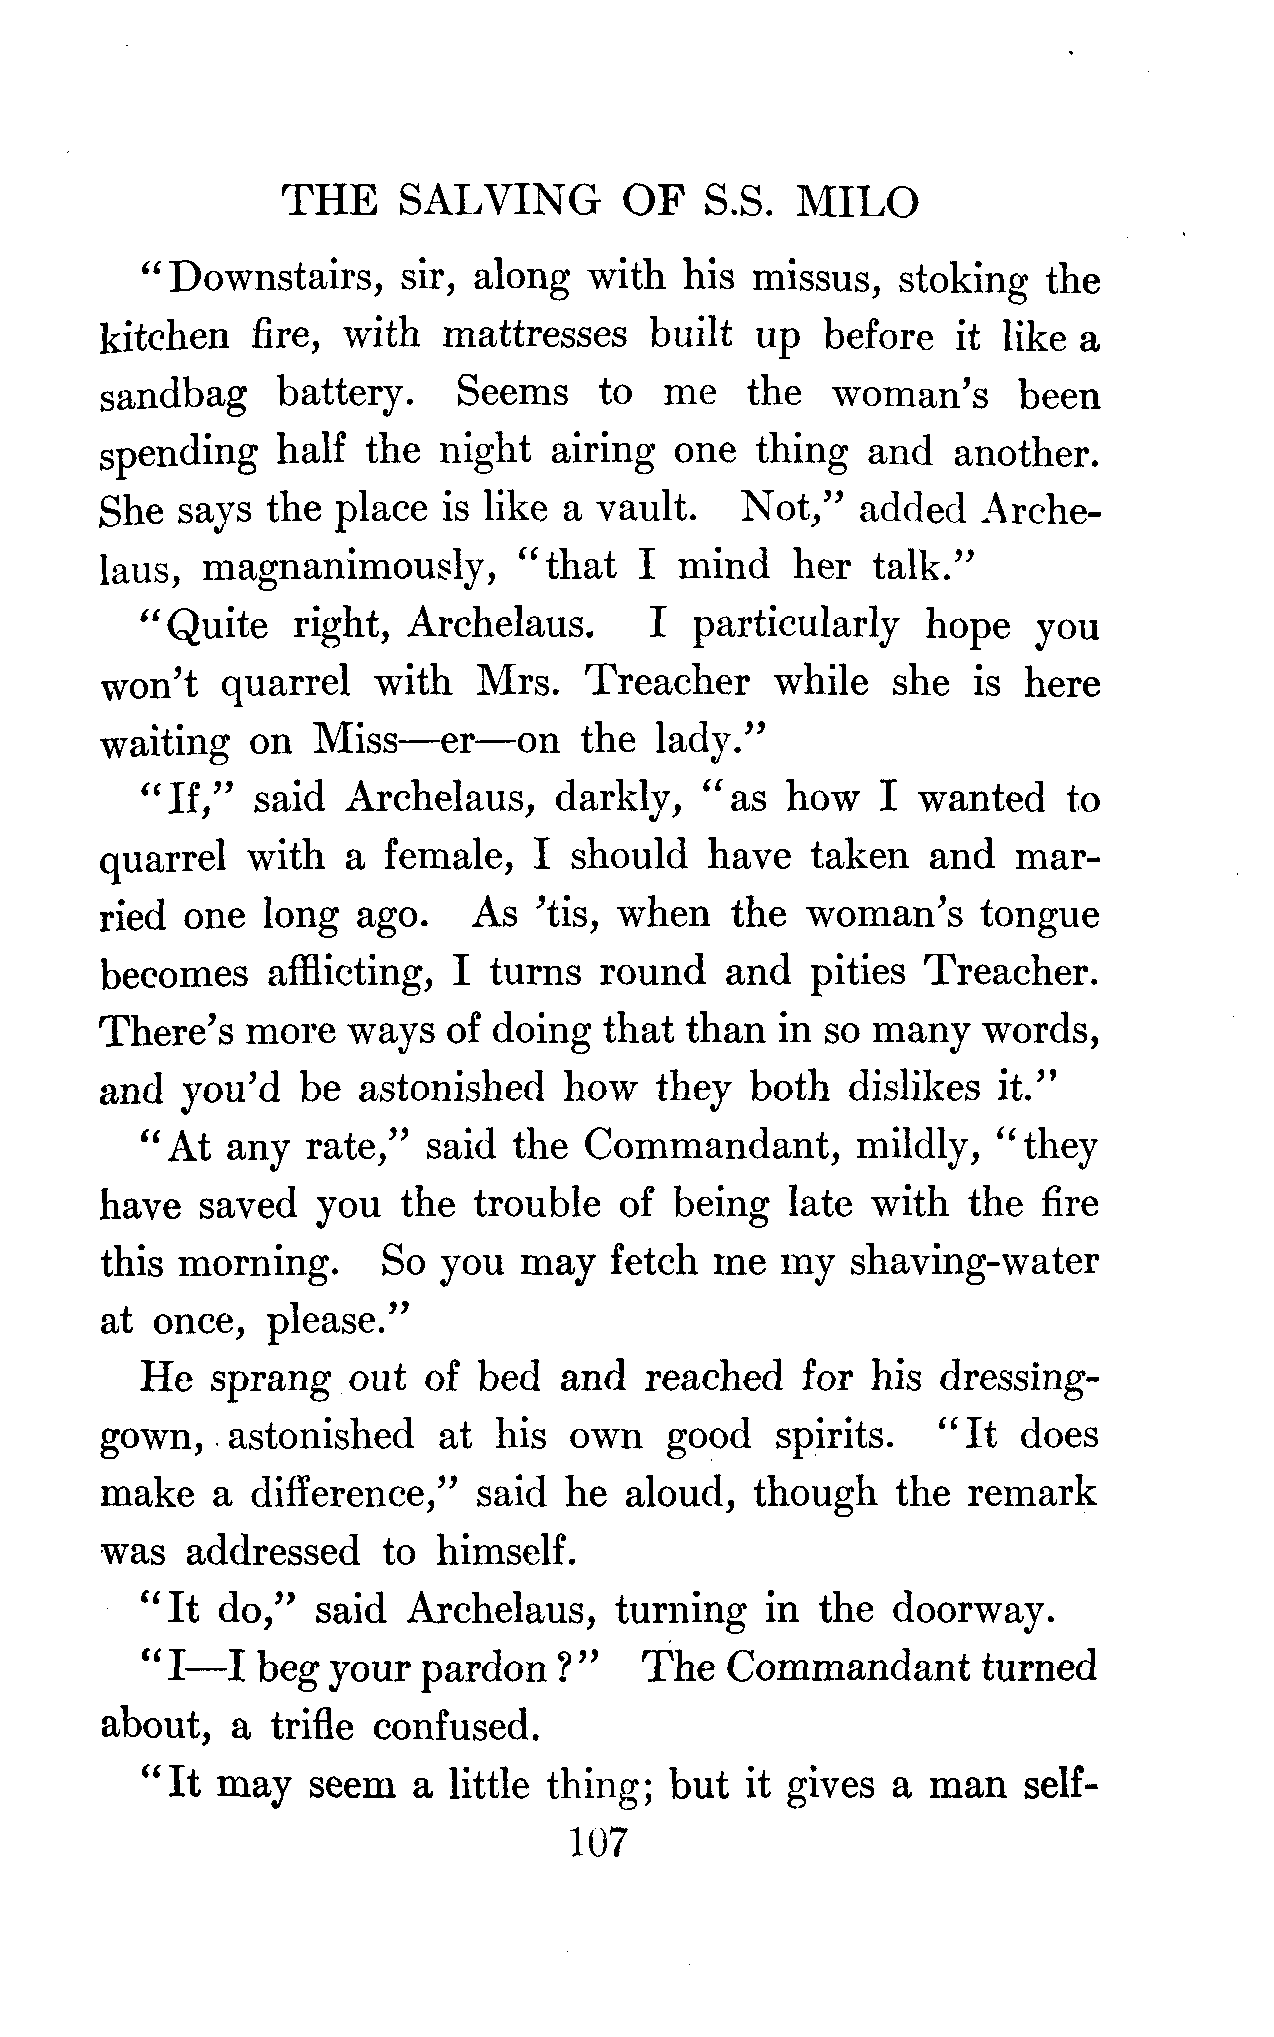 THE SALVING OF S.S. MILO
"Downstairs, sir, along with his missus, stoking the
kitchen fire, with mattresses built up before it like a
sandbag battery. Seems to me the woman's been
spending half the night airing one thing and another.
She says the place is like a vault. Not," added Arche-
laus, magnanimously, "that I mind her talk."
"Quite right, Archelaus. I particularly hope you
won't quarrel with Mrs. Treacher while she is here
waiting on Miss—er—on the lady."
"If," said Archelaus, darkly, "as how I wanted to
quarrel with a female, I should have taken and mar-
ried one long ago. As 'tis, when the woman's tongue
becomes afflicting, I turns round and pities Treacher.
There's more ways of doing that than in so many words,
and you'd be astonished how they both dislikes it."
"At any rate," said the Commandant, mildly, "they
have saved you the trouble of being late with the fire
this morning. So you may fetch me my shaving-water
at once, please."
He sprang out of bed and reached for his dressing-
gown, astonished at his own good spirits. "It does
make a difference," said he aloud, though the remark
was addressed to himself.
"It do," said Archelaus, turning in the doorway.
"I—I beg your pardon?" The Commandant turned
about, a trifle confused.
"It may seem a little thing; but it gives a man self-
107